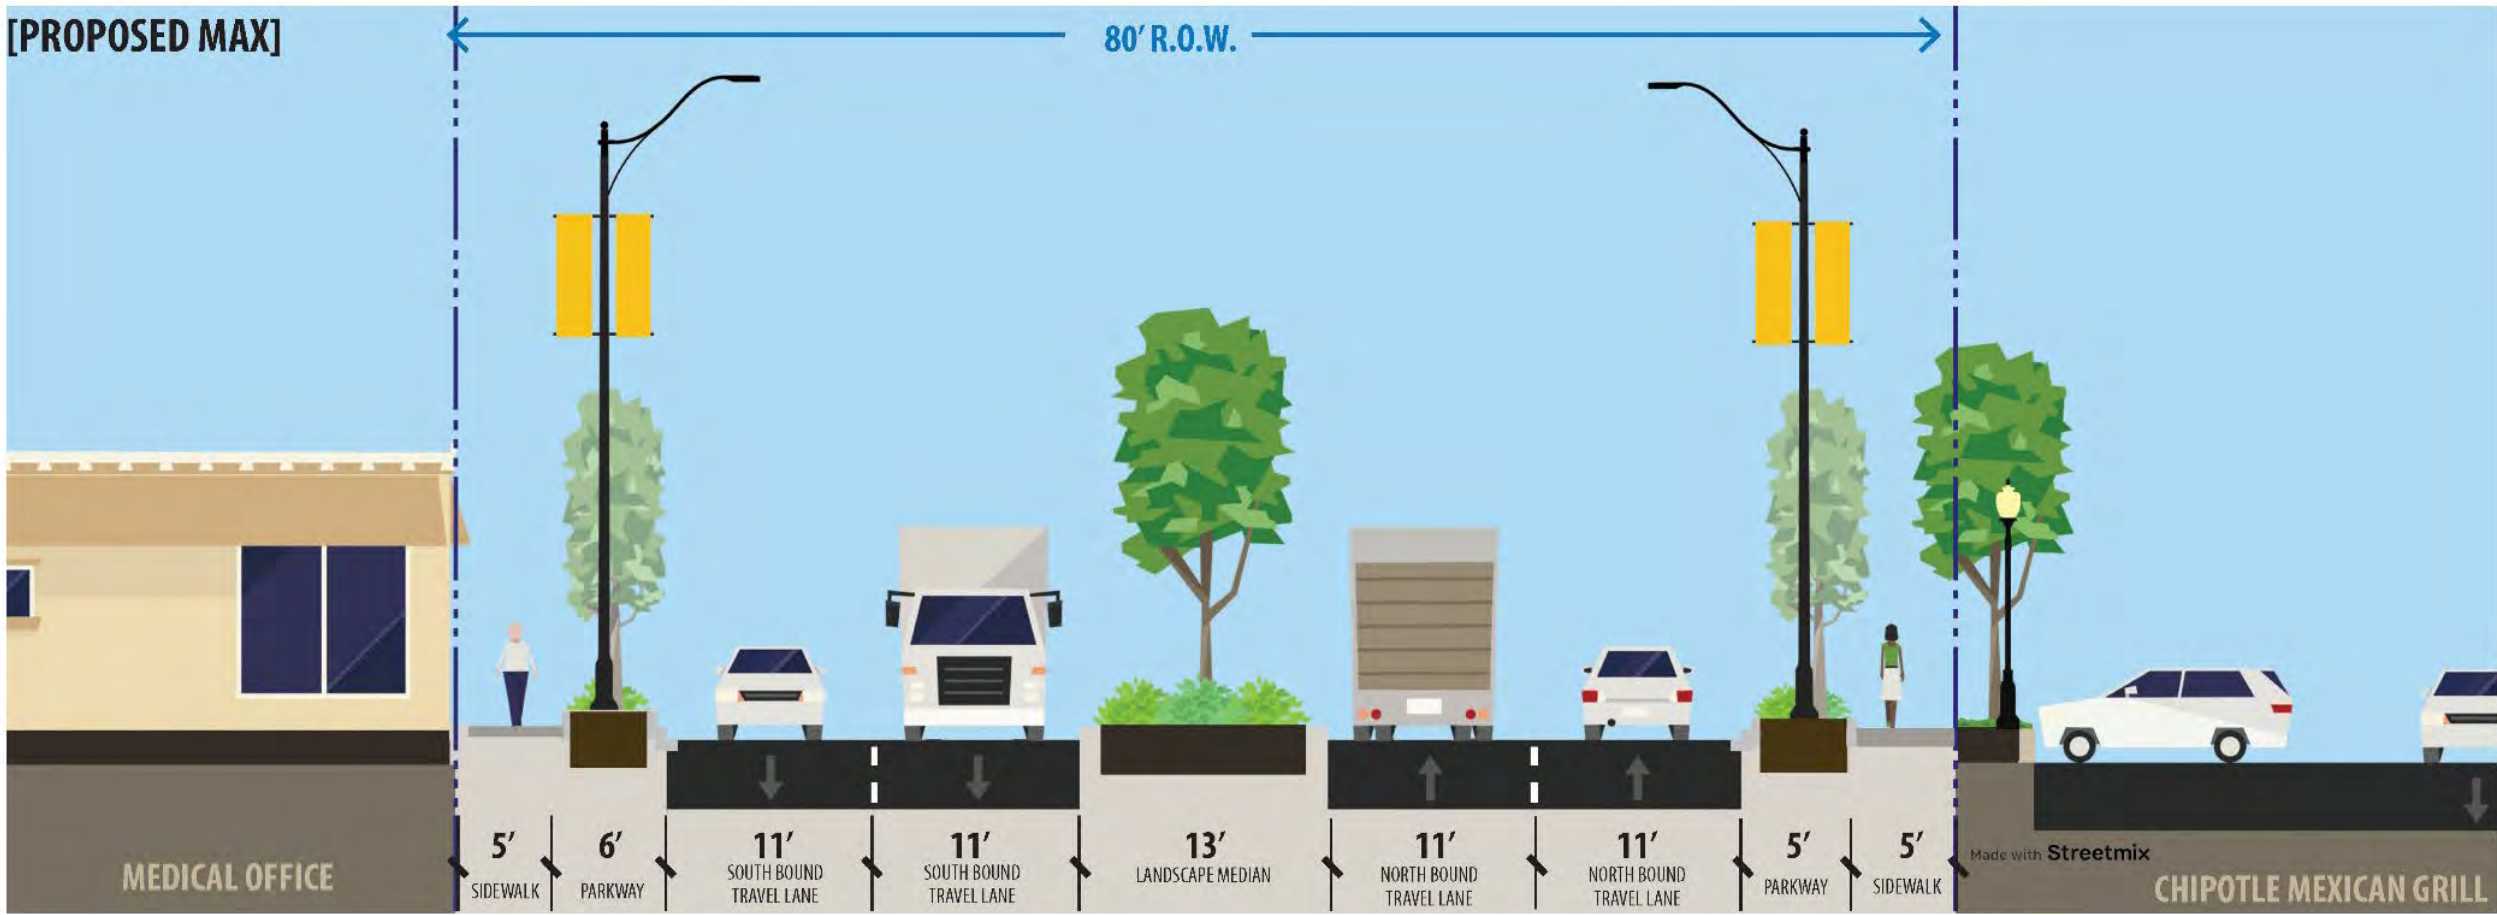 [PROPOSED MAX]
80' R.O.W.
5'
SIDEWALK
6'
PARKWAY
11'
SOUTH BOUND
TRAVEL LANE
11'
SOUTH BOUND
TRAVEL LANE
13'
LANDSCAPE MEDIAN
11'
NORTH BOUND
TRAVEL LANE
11'
NORTH BOUND
TRAVEL LANE
5'
PARKWAY
5'
SIDEWALK
MEDICAL OFFICE
Made with Streetmix
CHIPOTLE MEXICAN GRILL